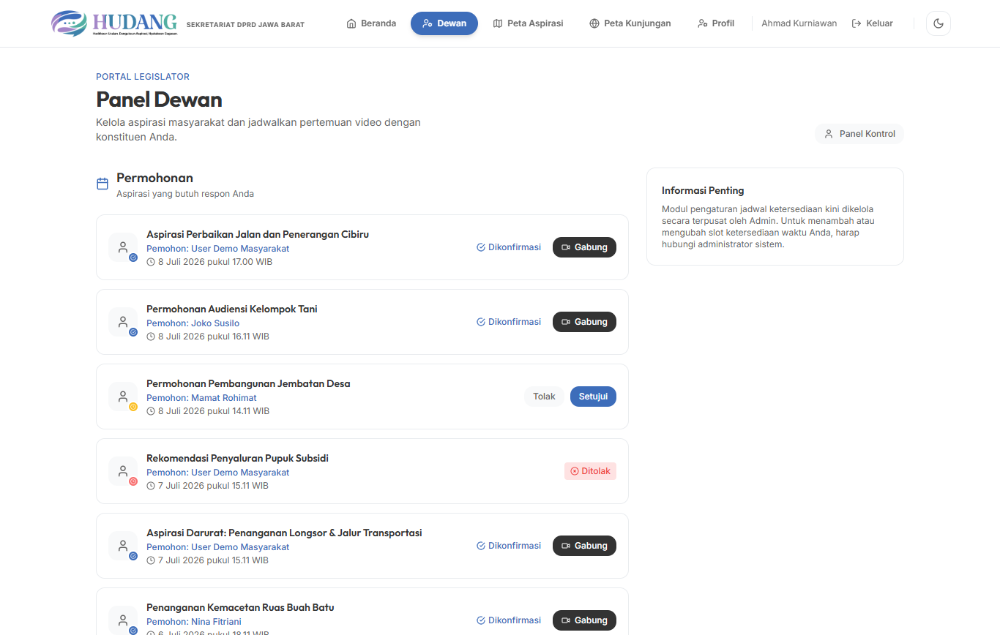 HUDANG
SEKRETARIAT DPRD JAWA BARAT
Beranda
Dewan
Peta Aspirasi
Peta Kunjungan
Profil
Ahmad Kurniawan
Keluar
PORTAL LEGISLATOR
Panel Dewan
Kelola aspirasi masyarakat dan jadwalkan pertemuan video dengan
konstituen Anda.
Panel Kontrol
Permohonan
Aspirasi yang butuh respon Anda
Aspirasi Perbaikan Jalan dan Penerangan Cibiru
Pemohon: User Demo Masyarakat
8 Juli 2026 pukul 17.00 WIB
Dikonfirmasi
Gabung
Permohonan Audiensi Kelompok Tani
Pemohon: Joko Susilo
8 Juli 2026 pukul 16.11 WIB
Dikonfirmasi
Gabung
Permohonan Pembangunan Jembatan Desa
Pemohon: Mamat Rohimat
8 Juli 2026 pukul 14.11 WIB
Tolak
Setujui
Rekomendasi Penyaluran Pupuk Subsidi
Pemohon: User Demo Masyarakat
7 Juli 2026 pukul 15.11 WIB
Ditolak
Aspirasi Darurat: Penanganan Longsor & Jalur Transportasi
Pemohon: User Demo Masyarakat
7 Juli 2026 pukul 15.11 WIB
Dikonfirmasi
Gabung
Penanganan Kemacetan Ruas Buah Batu
Pemohon: Nina Fitriani
6 Juli 2026 pukul 18.11 WIB
Dikonfirmasi
Gabung
Informasi Penting
Modul pengaturan jadwal ketersediaan kini dikelola
secara terpusat oleh Admin. Untuk menambah atau
mengubah slot ketersediaan waktu Anda, harap
hubungi administrator sistem.